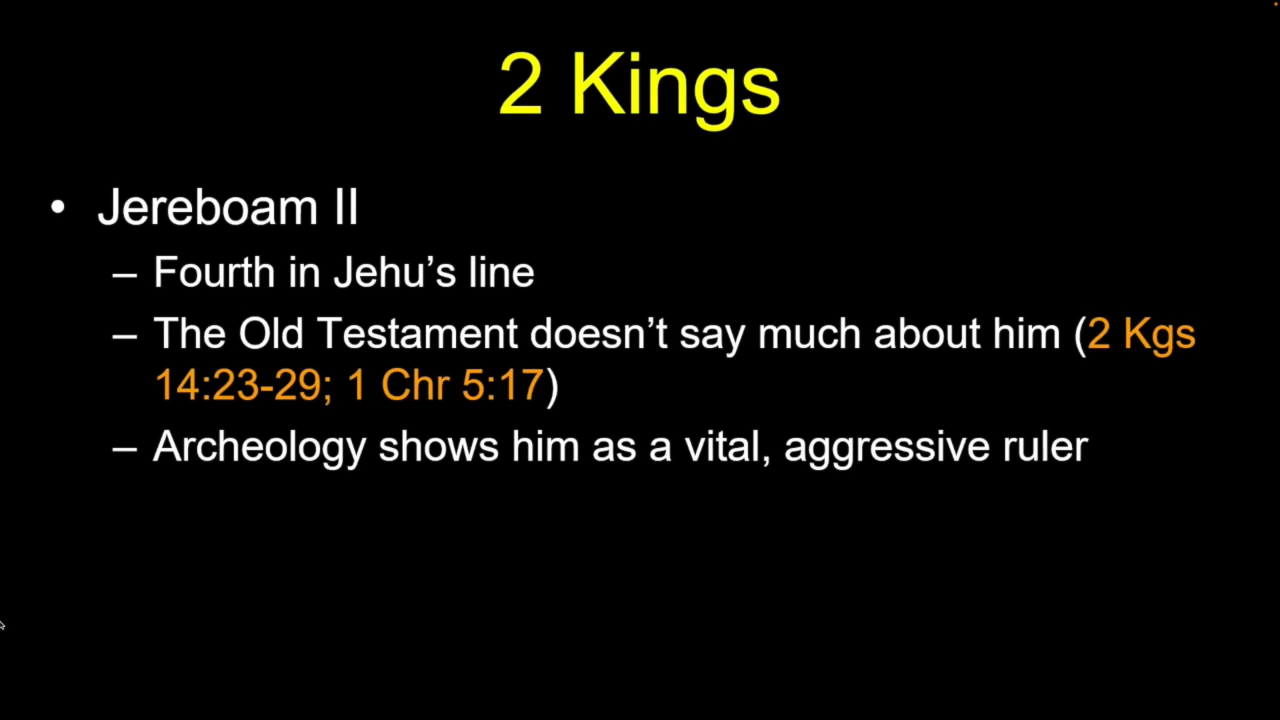 2 Kings
• Jereboam II
– Fourth in Jehu’s line
– The Old Testament doesn’t say much about him (2 Kgs
14:23-29; 1 Chr 5:17)
– Archeology shows him as a vital, aggressive ruler